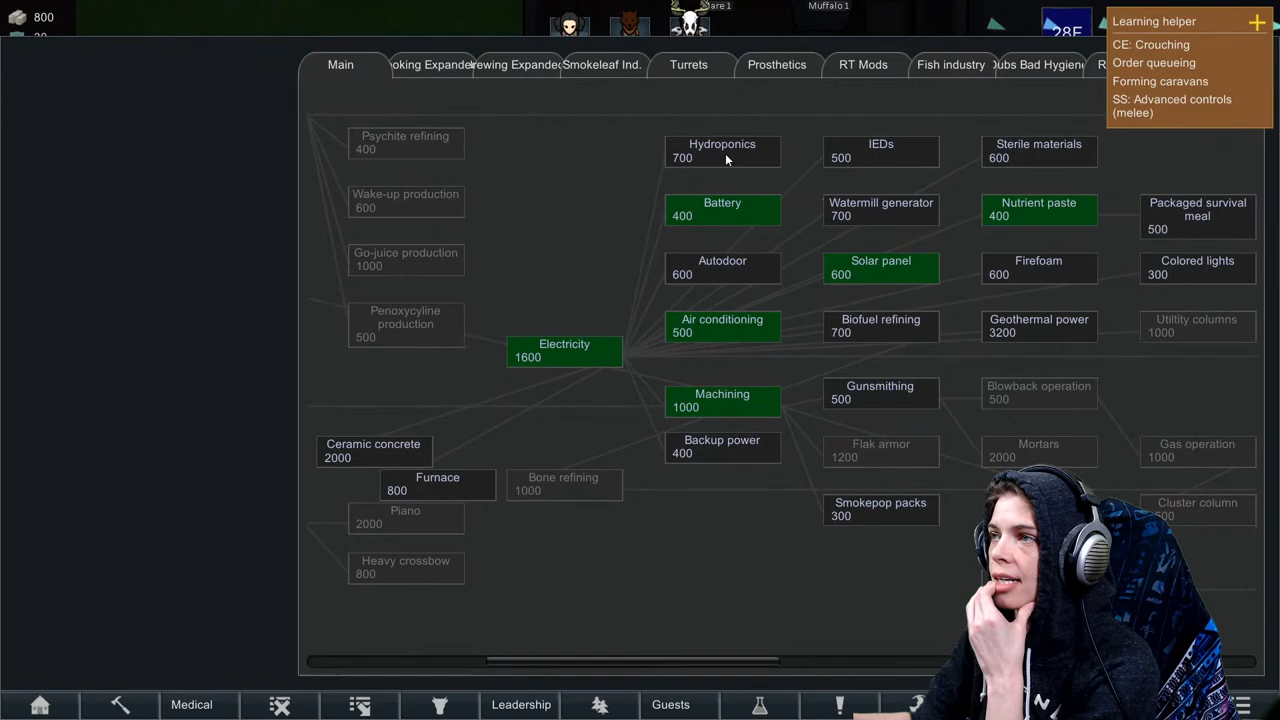 800
are 1
Muffalo 1
28F
Learning helper
CE: Crouching
Order queueing
Forming caravans
SS: Advanced controls
(melee)
Main
oking Expande
rewing Expande
Smokeleaf Ind.
Turrets
Prosthetics
RT Mods
Fish industry
Dubs Bad Hygien
R
Psychite refining
400
Hydroponics
700
IEDs
500
Sterile materials
600
Wake-up production
600
Battery
400
Watermill generator
700
Nutrient paste
400
Packaged survival
meal
500
Go-juice production
1000
Autodoor
600
Solar panel
600
Firefoam
600
Colored lights
300
Penoxycyline
production
500
Electricity
1600
Air conditioning
500
Biofuel refining
700
Geothermal power
3200
Utiltity columns
1000
Machining
1000
Gunsmithing
500
Blowback operation
500
Ceramic concrete
2000
Backup power
400
Flak armor
1200
Mortars
2000
Gas operation
1000
Furnace
800
Bone refining
1000
Smokepop packs
300
Cluster column
500
Piano
2000
Heavy crossbow
800
Medical
Leadership
Guests